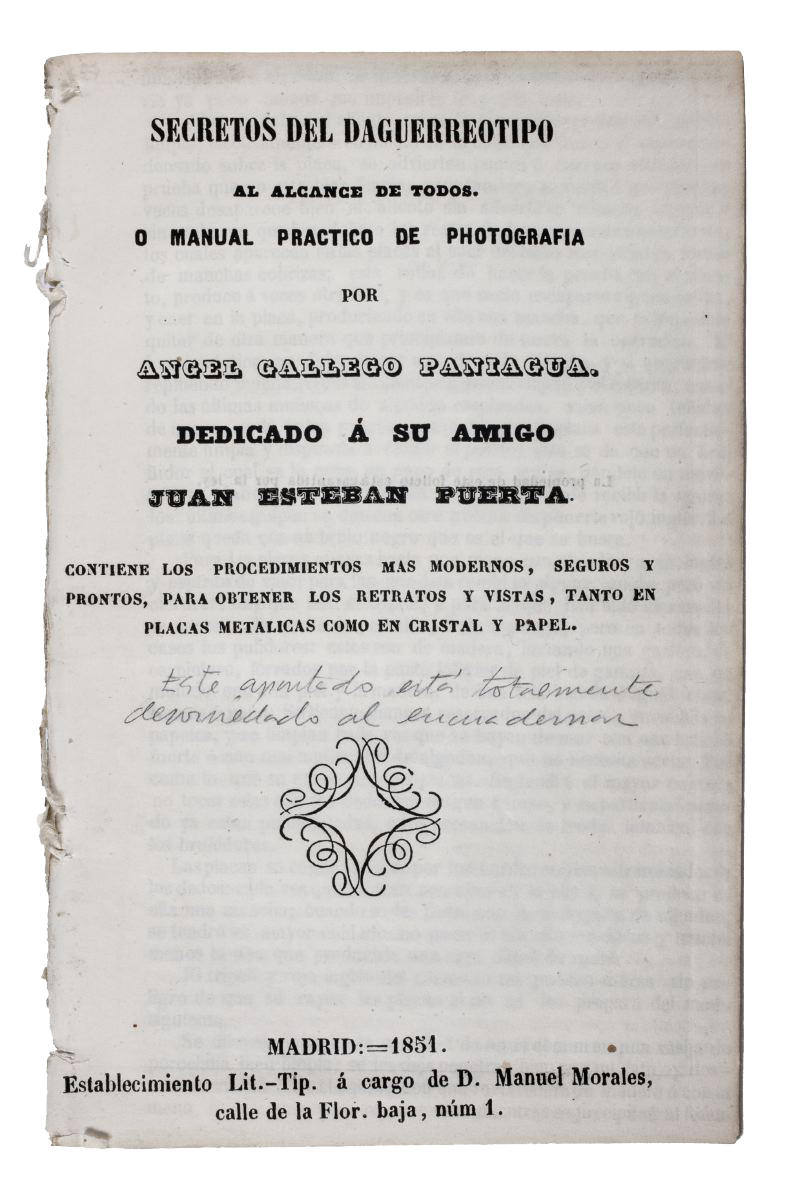 SECRETOS DEL DAGUERREOTIPO
AL ALCANCE DE TODOS.
O MANUAL PRACTICO DE PHOTOGRAFIA
POR
ANGEL GALLEGO PANIAGUA.
DEDICADO Á SU AMIGO
JUAN ESTEBAN PUERTA.
CONTIENE LOS PROCEDIMIENTOS MAS MODERNOS, SEGUROS Y
PRONTOS, PARA OBTENER LOS RETRATOS Y VISTAS, TANTO EN
PLACAS METALICAS COMO EN CRISTAL Y PAPEL.
Este apartado está totalmente
desordenado al encuadernar
MADRID:=1851.
Establecimiento Lit.-Tip. á cargo de D. Manuel Morales,
calle de la Flor. baja, núm 1.